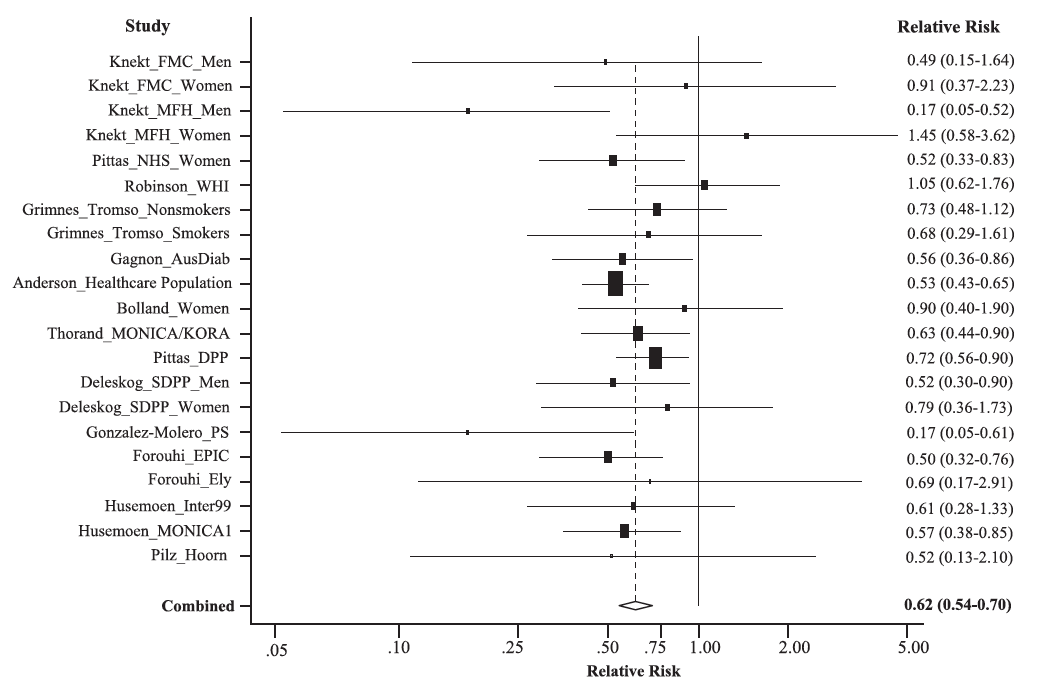 Study Relative Risk
Knekt_FMC_Men 0.49 (0.15-1.64)
Knekt_FMC_Women 0.91 (0.37-2.23)
Knekt_MFH_Men 0.17 (0.05-0.52)
Knekt_MFH_Women 1.45 (0.58-3.62)
Pittas_NHS_Women 0.52 (0.33-0.83)
Robinson_WHI 1.05 (0.62-1.76)
Grimnes_Tromso_Nonsmokers 0.73 (0.48-1.12)
Grimnes_Tromso_Smokers 0.68 (0.29-1.61)
Gagnon_AusDiab 0.56 (0.36-0.86)
Anderson_Healthcare Population 0.53 (0.43-0.65)
Bolland_Women 0.90 (0.40-1.90)
Thorand_MONICA/KORA 0.63 (0.44-0.90)
Pittas_DPP 0.72 (0.56-0.90)
Deleskog_SDPP_Men 0.52 (0.30-0.90)
Deleskog_SDPP_Women 0.79 (0.36-1.73)
Gonzalez-Molero_PS 0.17 (0.05-0.61)
Forouhi_EPIC 0.50 (0.32-0.76)
Forouhi_Ely 0.69 (0.17-2.91)
Husemoen_Inter99 0.61 (0.28-1.33)
Husemoen_MONICA1 0.57 (0.38-0.85)
Pilz_Hoorn 0.52 (0.13-2.10)
Combined 0.62 (0.54-0.70)
.05 .10 .25 .50 .75 1.00 2.00 5.00
Relative Risk